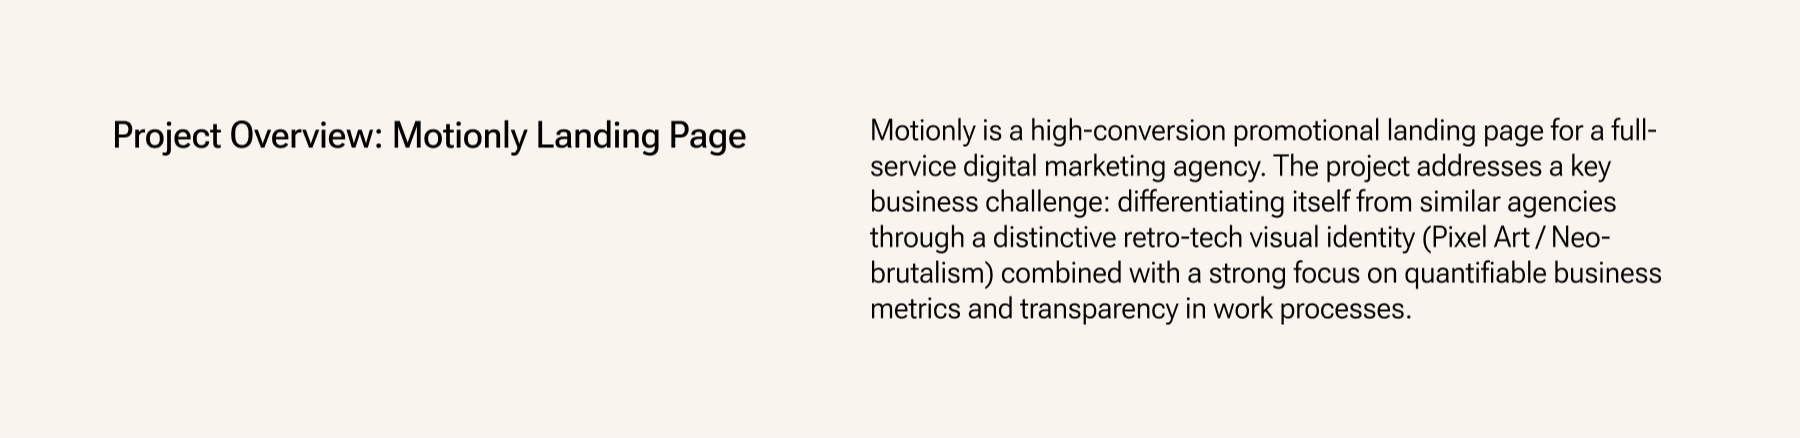 Project Overview: Motionly Landing Page
Motionly is a high-conversion promotional landing page for a full-
service digital marketing agency. The project addresses a key
business challenge: differentiating itself from similar agencies
through a distinctive retro-tech visual identity (Pixel Art / Neo-
brutalism) combined with a strong focus on quantifiable business
metrics and transparency in work processes.